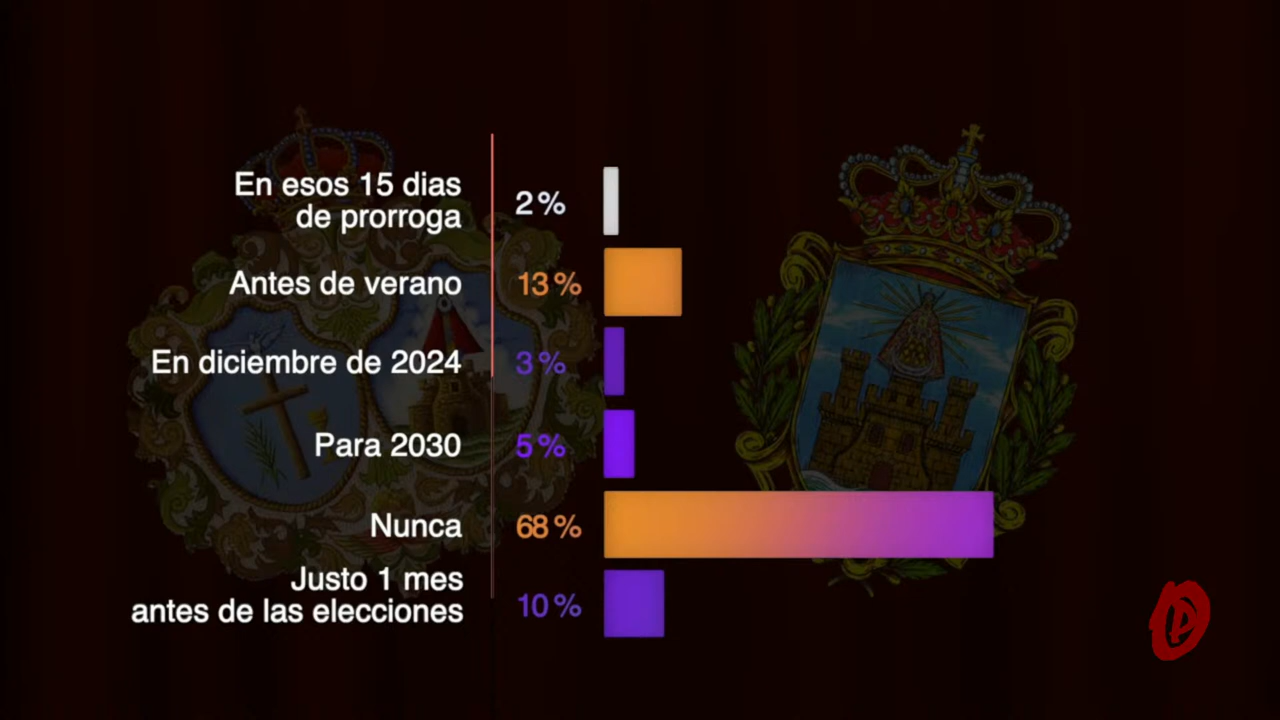 En esos 15 dias
de prorroga
2%
Antes de verano
13%
En diciembre de 2024
3%
Para 2030
5%
Nunca
68%
Justo 1 mes
antes de las elecciones
10%